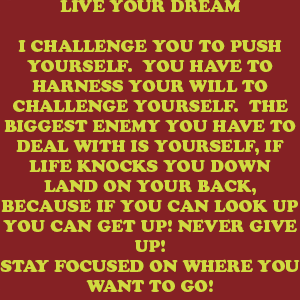 LIVE YOUR DREAM
I CHALLENGE YOU TO PUSH
YOURSELF.  YOU HAVE TO
HARNESS YOUR WILL TO
CHALLENGE YOURSELF.  THE
BIGGEST ENEMY YOU HAVE TO
DEAL WITH IS YOURSELF, IF
LIFE KNOCKS YOU DOWN
LAND ON YOUR BACK,
BECAUSE IF YOU CAN LOOK UP
YOU CAN GET UP! NEVER GIVE
UP!
STAY FOCUSED ON WHERE YOU
WANT TO GO!